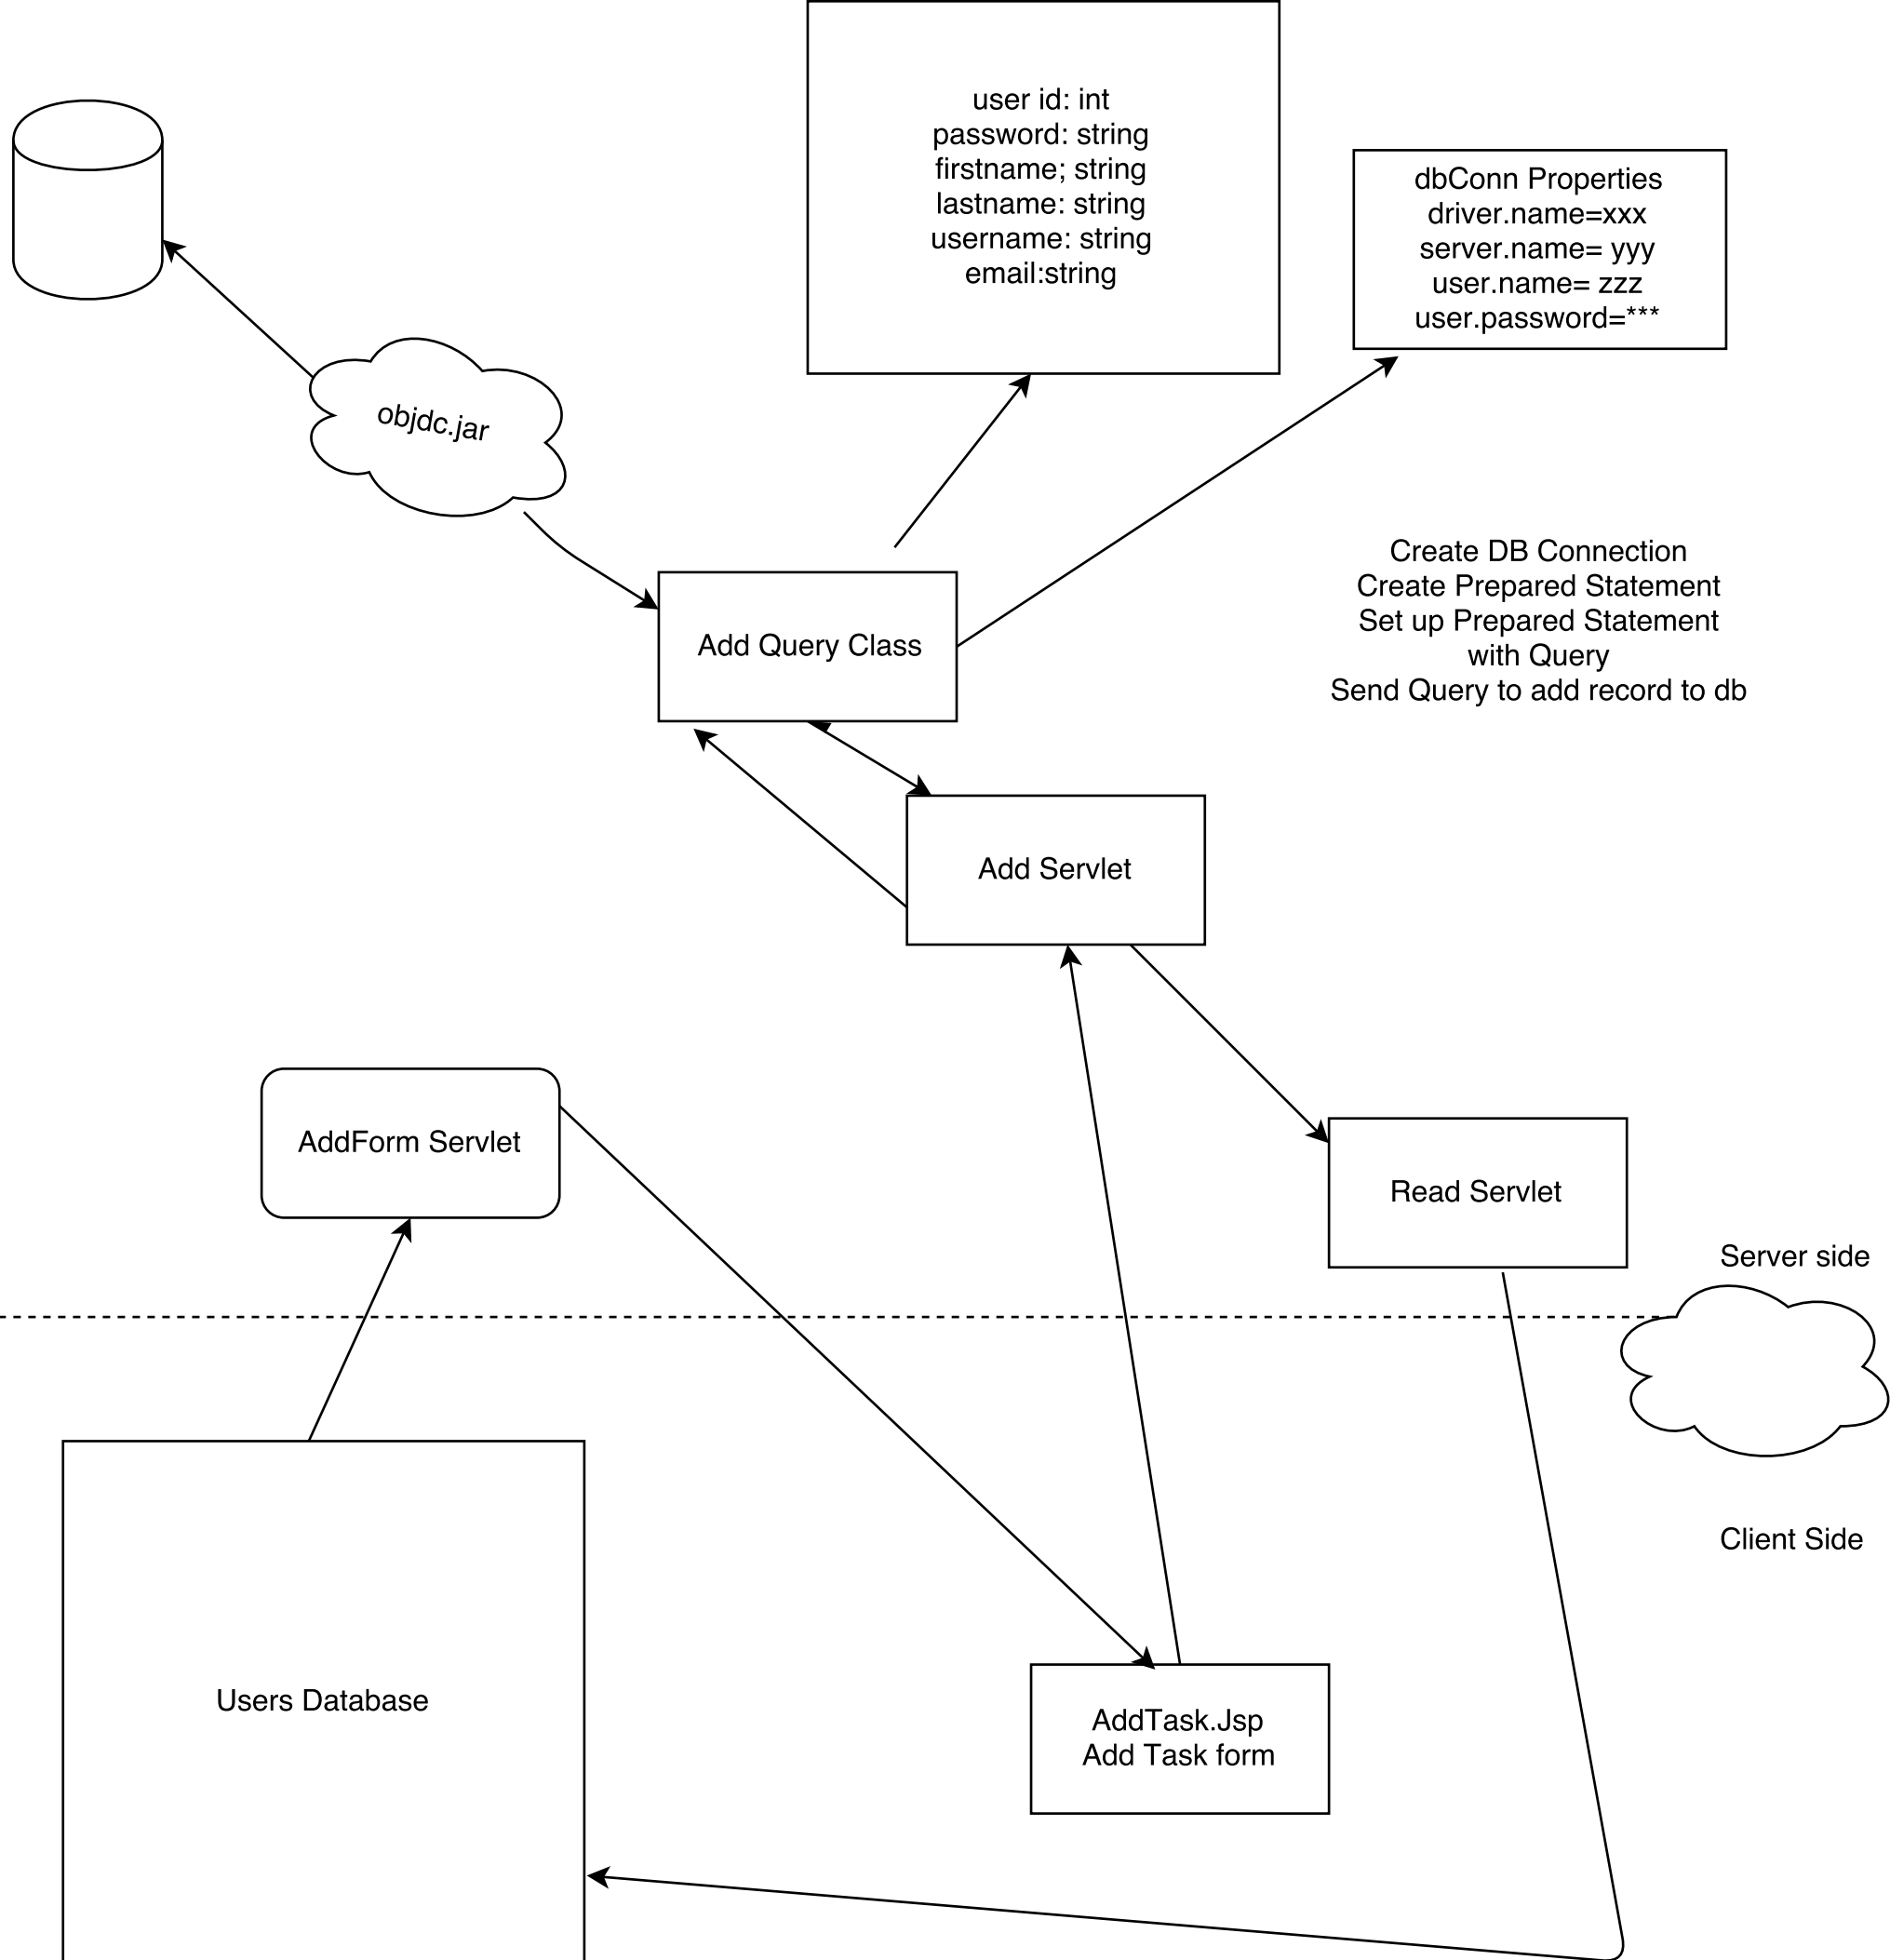 user id: int
password: string
firstname; string
lastname: string
username: string
email:string
dbConn Properties
driver.name=xxx
server.name= yyy
user.name= zzz
user.password=***
objdc.jar
Create DB Connection
Create Prepared Statement
Set up Prepared Statement
with Query
Send Query to add record to db
Add Query Class
Add Servlet
AddForm Servlet
Read Servlet
Server side
Client Side
Users Database
AddTask.Jsp
Add Task form